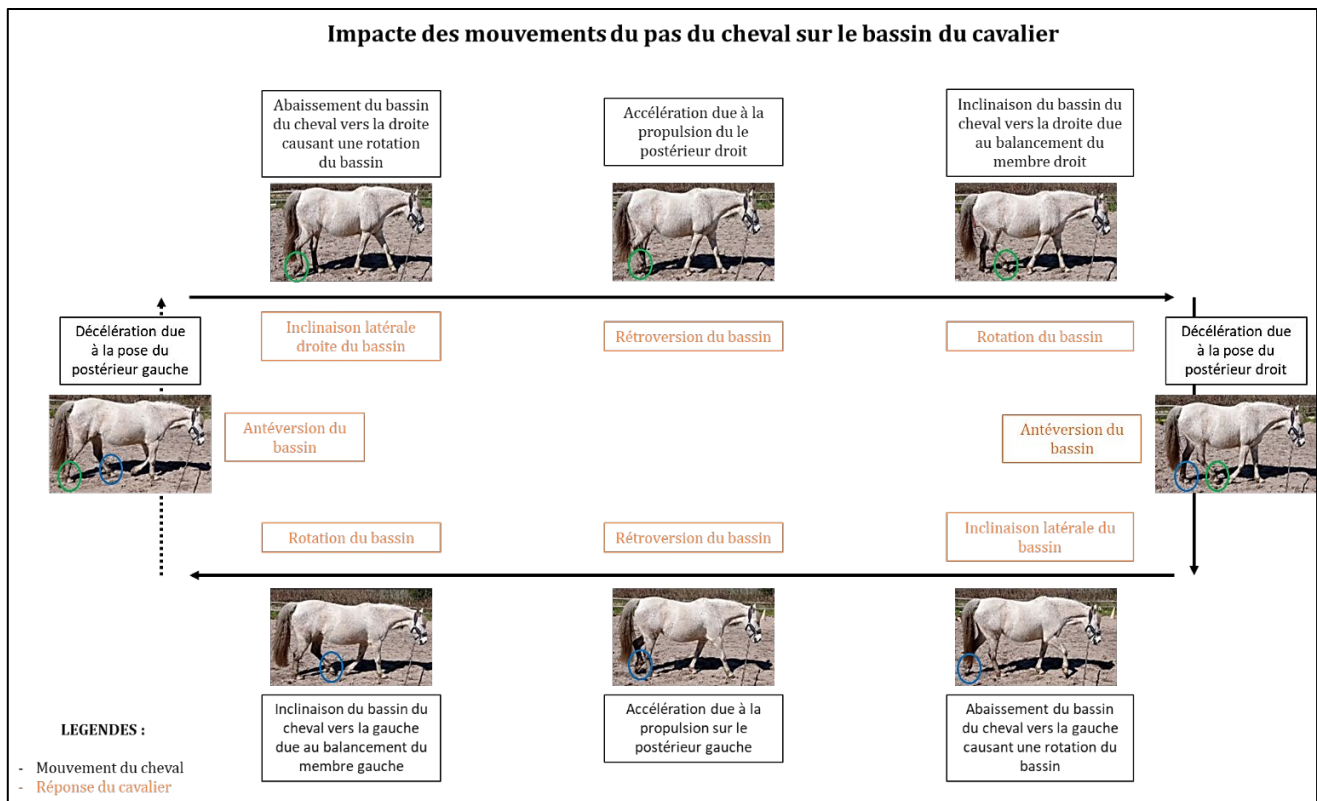 Impacte des mouvements du pas du cheval sur le bassin du cavalier
Abaissement du bassin
du cheval vers la droite
causant une rotation
du bassin
Accélération due à la
propulsion du le
postérieur droit
Inclinaison du bassin du
cheval vers la droite due
au balancement du
membre droit
Décélération due
à la pose du
postérieur gauche
Inclinaison latérale
droite du bassin
Rétroversion du bassin
Rotation du bassin
Décélération due
à la pose du
postérieur droit
Antéversion du
bassin
Antéversion du
bassin
Rotation du bassin
Rétroversion du bassin
Inclinaison latérale du
bassin
Inclinaison du bassin du
cheval vers la gauche
due au balancement du
membre gauche
Accélération due à la
propulsion sur le
postérieur gauche
Abaissement du bassin
du cheval vers la gauche
causant une rotation du
bassin
LEGENDES :
- Mouvement du cheval
- Réponse du cavalier